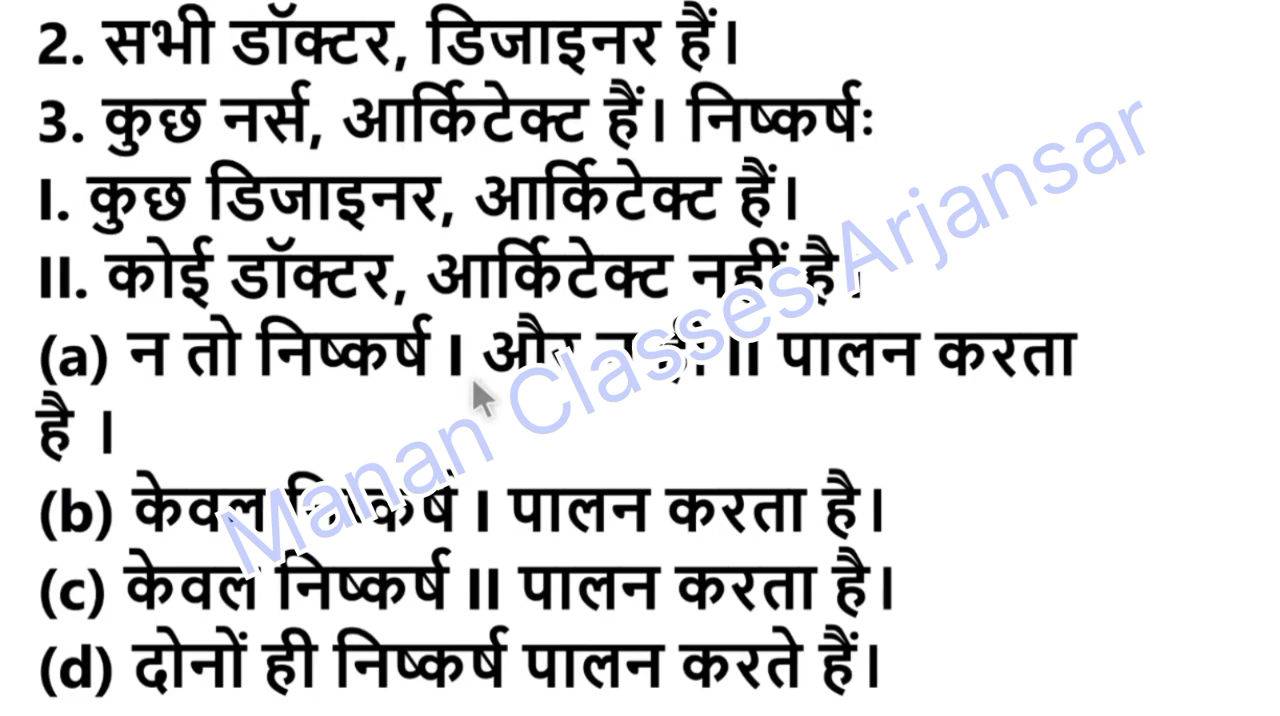 2. सभी डॉक्टर, डिजाइनर हैं।
3. कुछ नर्स, आर्किटेक्ट हैं। निष्कर्षः
I. कुछ डिजाइनर, आर्किटेक्ट हैं।
II. कोई डॉक्टर, आर्किटेक्ट नहीं है।
(a) न तो निष्कर्ष I और न ही II पालन करता
है ।
(b) केवल निष्कर्ष I पालन करता है।
(c) केवल निष्कर्ष II पालन करता है।
(d) दोनों ही निष्कर्ष पालन करते हैं।
Manan Classes Arjansar